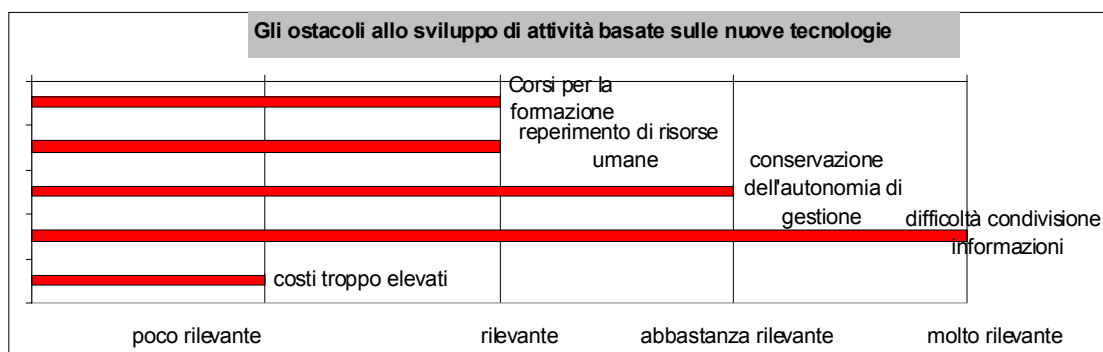 Gli ostacoli allo sviluppo di attività basate sulle nuove tecnologie
Corsi per la
formazione
reperimento di risorse
umane
conservazione
dell'autonomia di
gestione
difficoltà condivisione
informazioni
costi troppo elevati
poco rilevante
rilevante
abbastanza rilevante
molto rilevante